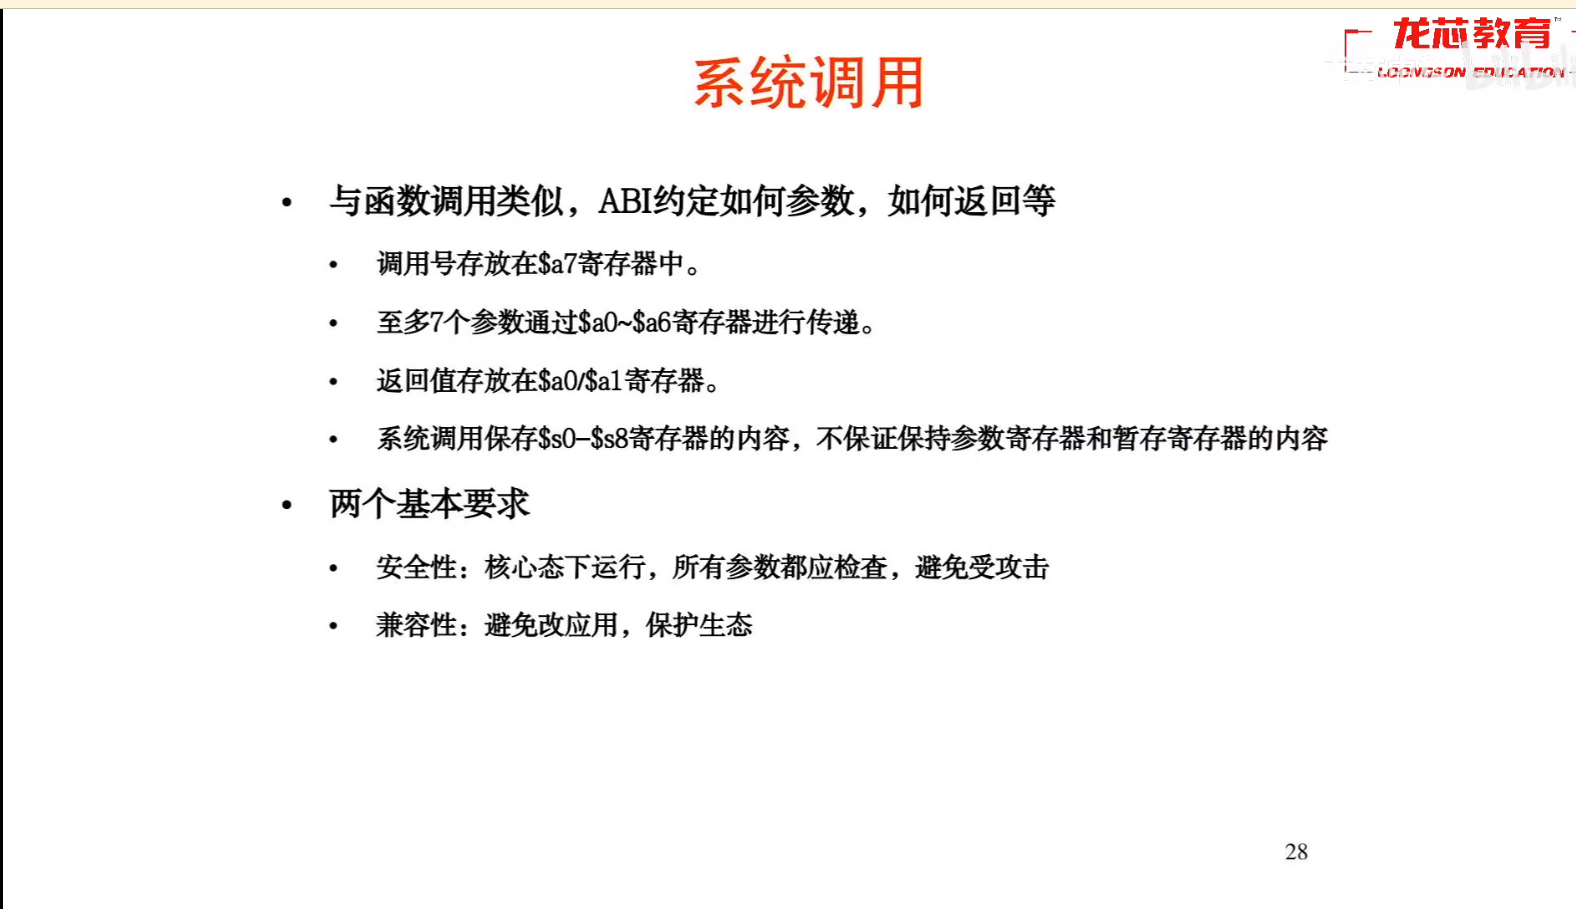 龙芯教育
LOONGSON EDUCATION
系统调用
• 与函数调用类似，ABI约定如何参数，如何返回等
• 调用号存放在$a7寄存器中。
• 至多7个参数通过$a0~$a6寄存器进行传递。
• 返回值存放在$a0/$a1寄存器。
• 系统调用保存$s0-$s8寄存器的内容，不保证保持参数寄存器和暂存寄存器的内容
• 两个基本要求
• 安全性：核心态下运行，所有参数都应检查，避免受攻击
• 兼容性：避免改应用，保护生态
28